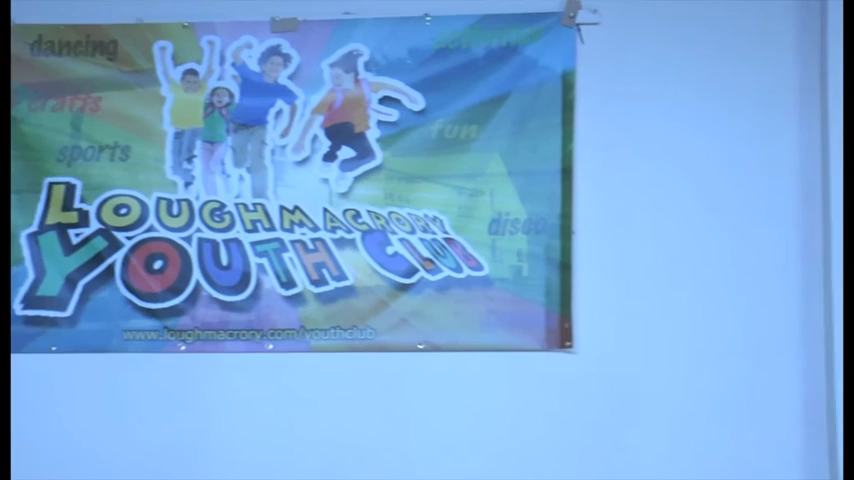 dancing
crafts
sports
fun
disco
LOUGHMACRORY
YOUTH CLUB
www.loughmacrory.com/youthclub